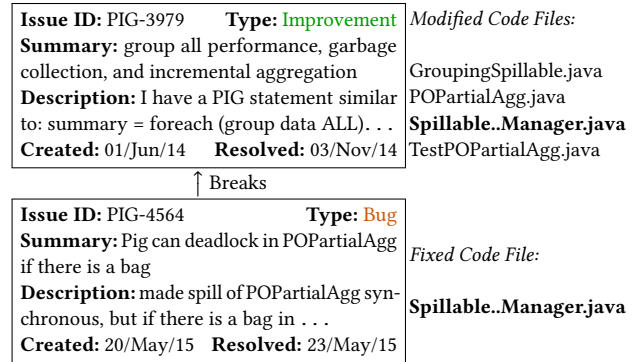 Issue ID: PIG-3979 Type: Improvement
Summary: group all performance, garbage
collection, and incremental aggregation
Description: I have a PIG statement similar
to: summary = foreach (group data ALL)...
Created: 01/Jun/14 Resolved: 03/Nov/14
Modified Code Files:
GroupingSpillable.java
POPartialAgg.java
Spillable..Manager.java
TestPOPartialAgg.java
↑ Breaks
Issue ID: PIG-4564 Type: Bug
Summary: Pig can deadlock in POPartialAgg
if there is a bag
Description: made spill of POPartialAgg syn-
chronous, but if there is a bag in ...
Created: 20/May/15 Resolved: 23/May/15
Fixed Code File:
Spillable..Manager.java